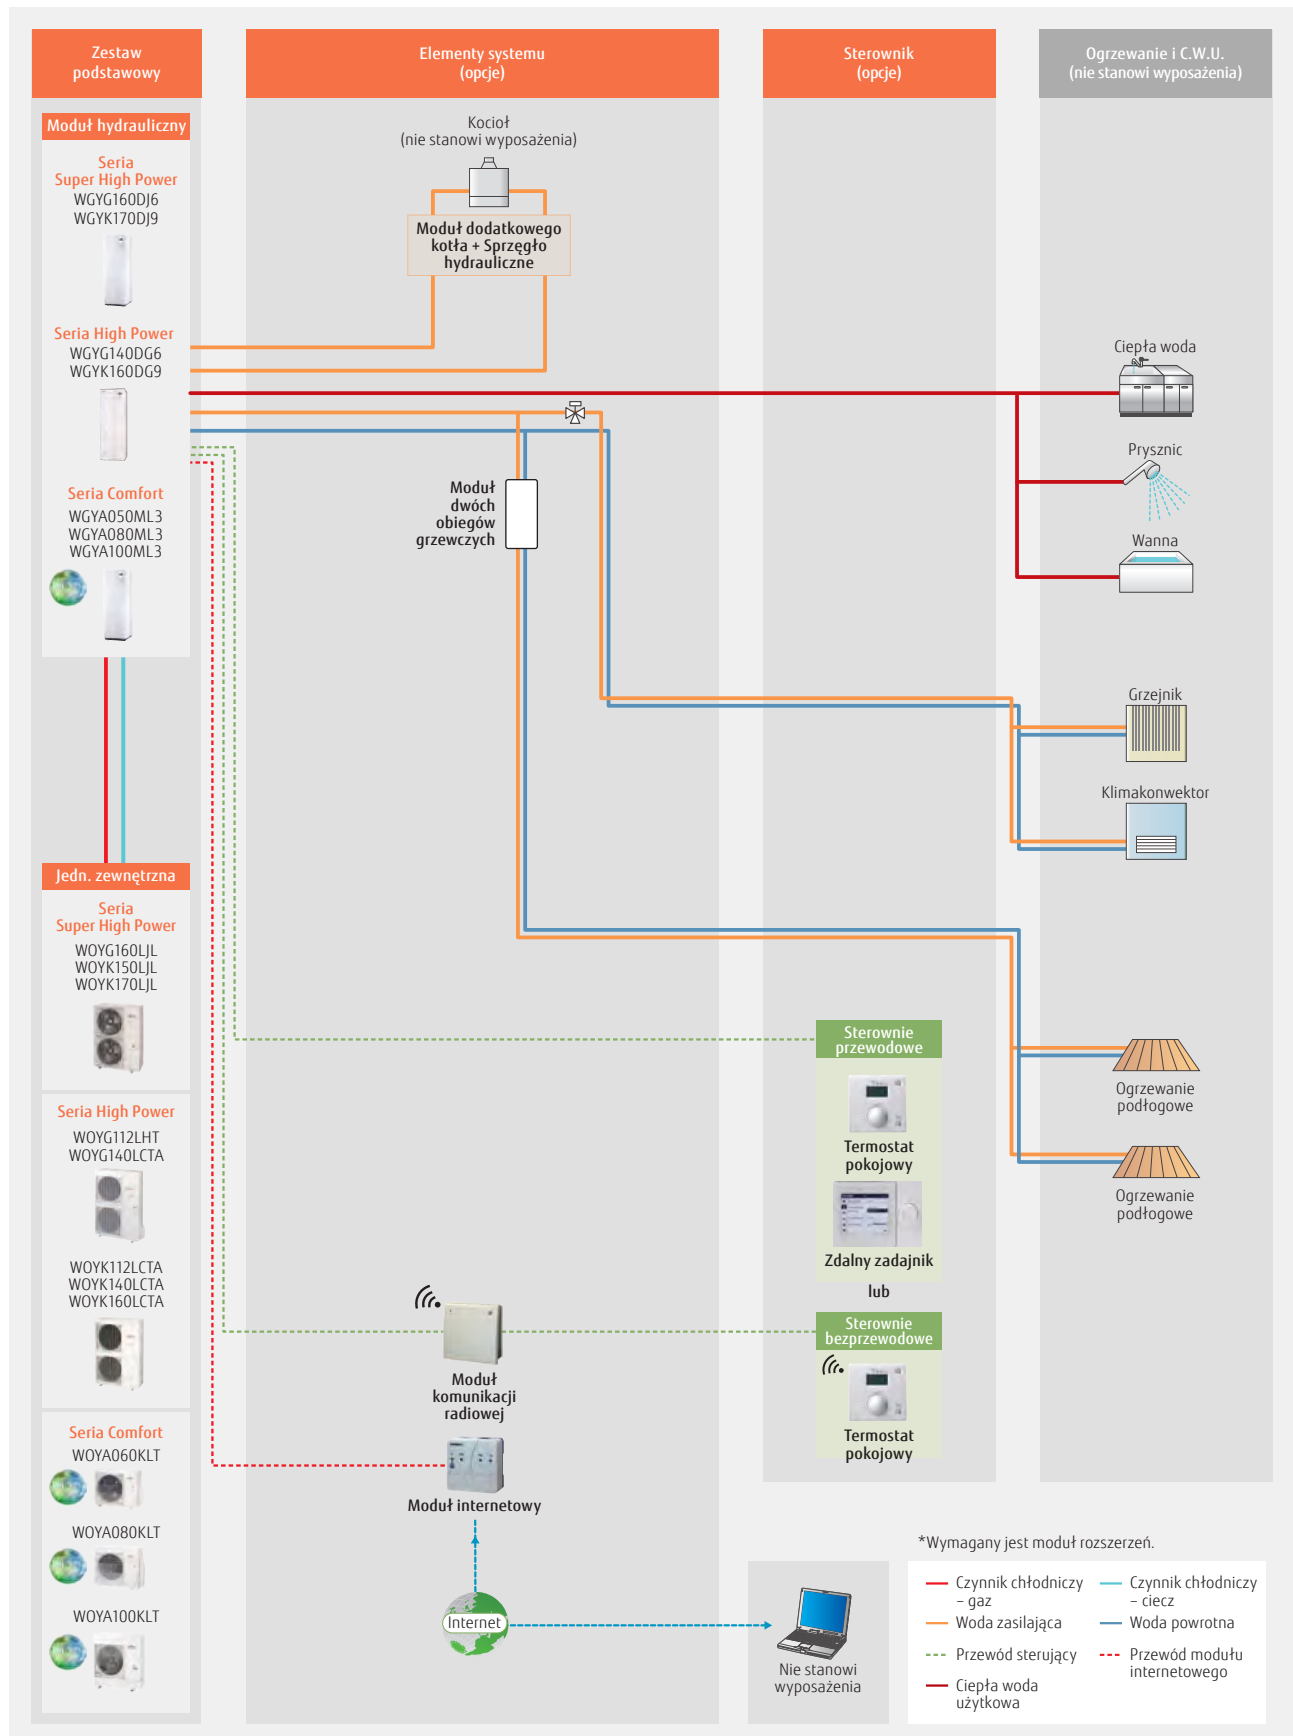 Zestaw
podstawowy
Elementy systemu
(opcje)
Sterownik
(opcje)
Ogrzewanie i C.W.U.
(nie stanowi wyposażenia)
Moduł hydrauliczny
Seria
Super High Power
WGYG160DJ6
WGYK170DJ9
Seria High Power
WGYG140DG6
WGYK160DG9
Seria Comfort
WGYA050ML3
WGYA080ML3
WGYA100ML3
Jedn. zewnętrzna
Seria
Super High Power
WOYG160LJL
WOYK150LJL
WOYK170LJL
Seria High Power
WOYG112LHT
WOYG140LCTA
WOYK112LCTA
WOYK140LCTA
WOYK160LCTA
Seria Comfort
WOYA060KLT
WOYA080KLT
WOYA100KLT
Kocioł
(nie stanowi wyposażenia)
Moduł dodatkowego
kotła + Sprzęgło
hydrauliczne
Moduł
dwóch
obiegów
grzewczych
Moduł
komunikacji
radiowej
Moduł internetowy
Internet
Sterownie
przewodowe
Termostat
pokojowy
Zdalny zadajnik
lub
Sterownie
bezprzewodowe
Termostat
pokojowy
Ciepła woda
Prysznic
Wanna
Grzejnik
Klimakonwektor
Ogrzewanie
podłogowe
Ogrzewanie
podłogowe
Nie stanowi
wyposażenia
*Wymagany jest moduł rozszerzeń.
Czynnik chłodniczy
– gaz
Czynnik chłodniczy
– ciecz
Woda zasilająca
Woda powrotna
Przewód sterujący
Przewód modułu
internetowego
Ciepła woda
użytkowa